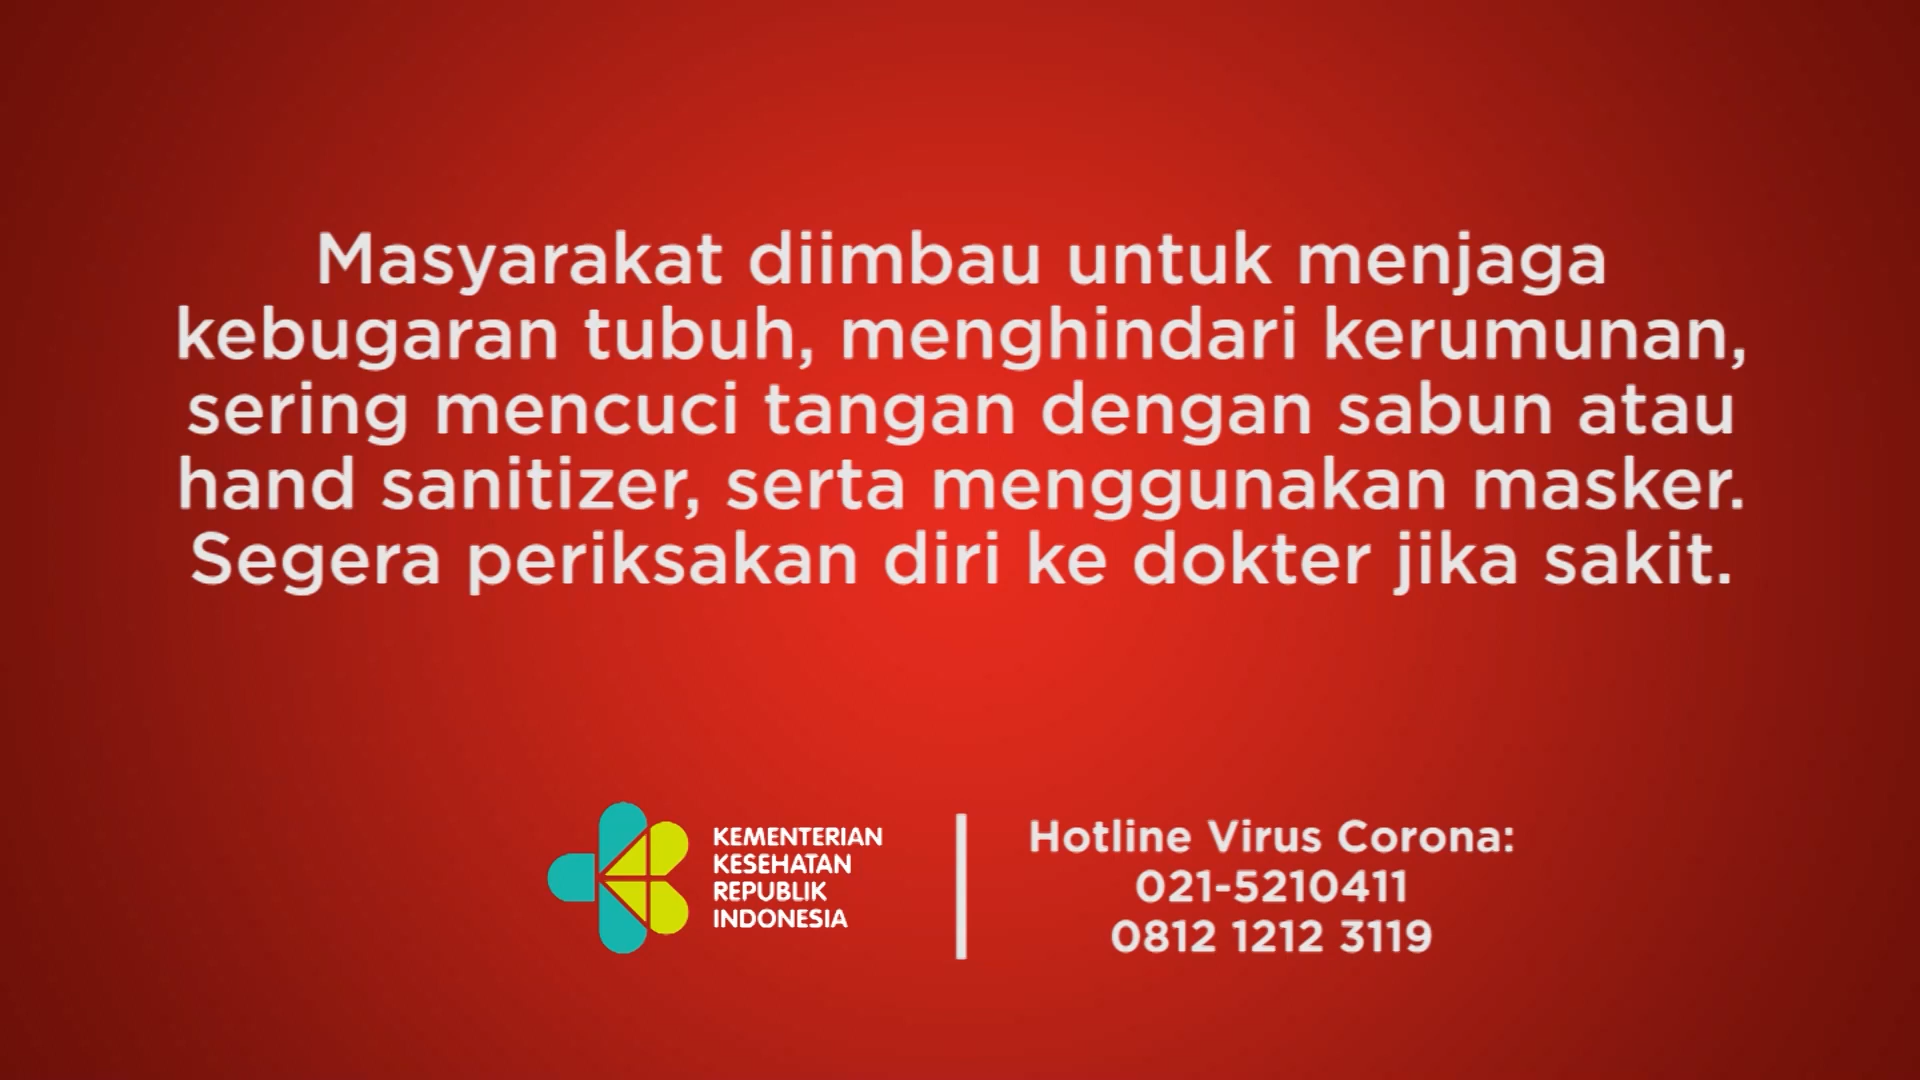 Masyarakat diimbau untuk menjaga
kebugaran tubuh, menghindari kerumunan,
sering mencuci tangan dengan sabun atau
hand sanitizer, serta menggunakan masker.
Segera periksakan diri ke dokter jika sakit.
KEMENTERIAN
KESEHATAN
REPUBLIK
INDONESIA
Hotline Virus Corona:
021-5210411
0812 1212 3119